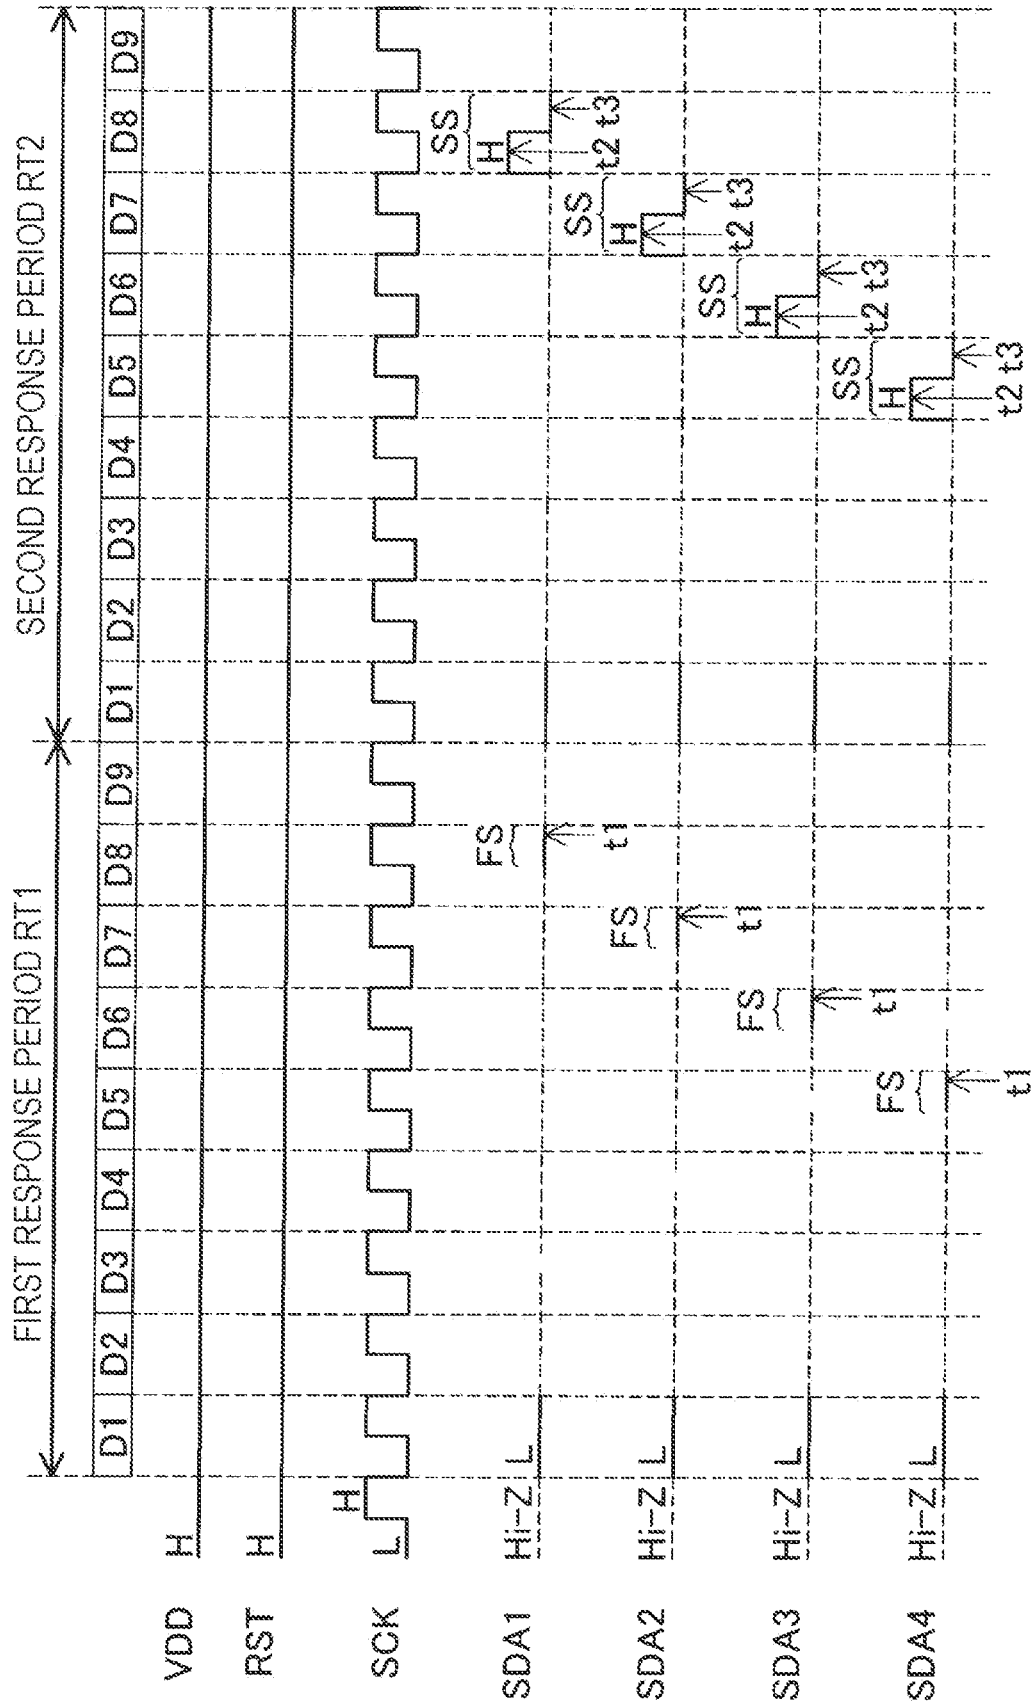 FIRST RESPONSE PERIOD RT1 SECOND RESPONSE PERIOD RT2
D1 D2 D3 D4 D5 D6 D7 D8 D9 D1 D2 D3 D4 D5 D6 D7 D8 D9
VDD H
RST H
SCK L H
SDA1 Hi-Z L FS t1 SS H t2 t3
SDA2 Hi-Z L FS t1 SS H t2 t3
SDA3 Hi-Z L FS t1 SS H t2 t3
SDA4 Hi-Z L FS t1 SS H t2 t3